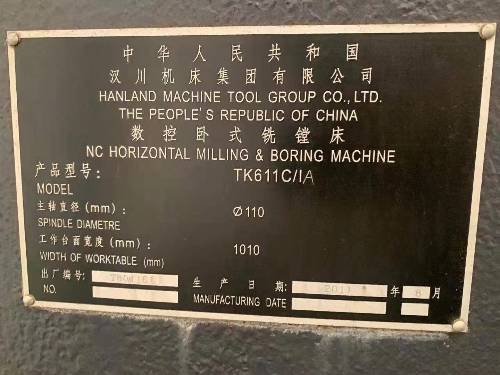 中华人民共和国
汉川机床集团有限公司
HANLAND MACHINE TOOL GROUP CO.,LTD.
THE PEOPLE'S REPUBLIC OF CHINA
数控卧式铣镗床
NC HORIZONTAL MILLING & BORING MACHINE
产品型号: TK611C/1A
MODEL
主轴直径(mm): Ø110
SPINDLE DIAMETRE
工作台面宽度(mm): 1010
WIDTH OF WORKTABLE (mm)
出厂编号: 生产日期: 年 8月
NO. MANUFACTURING DATE